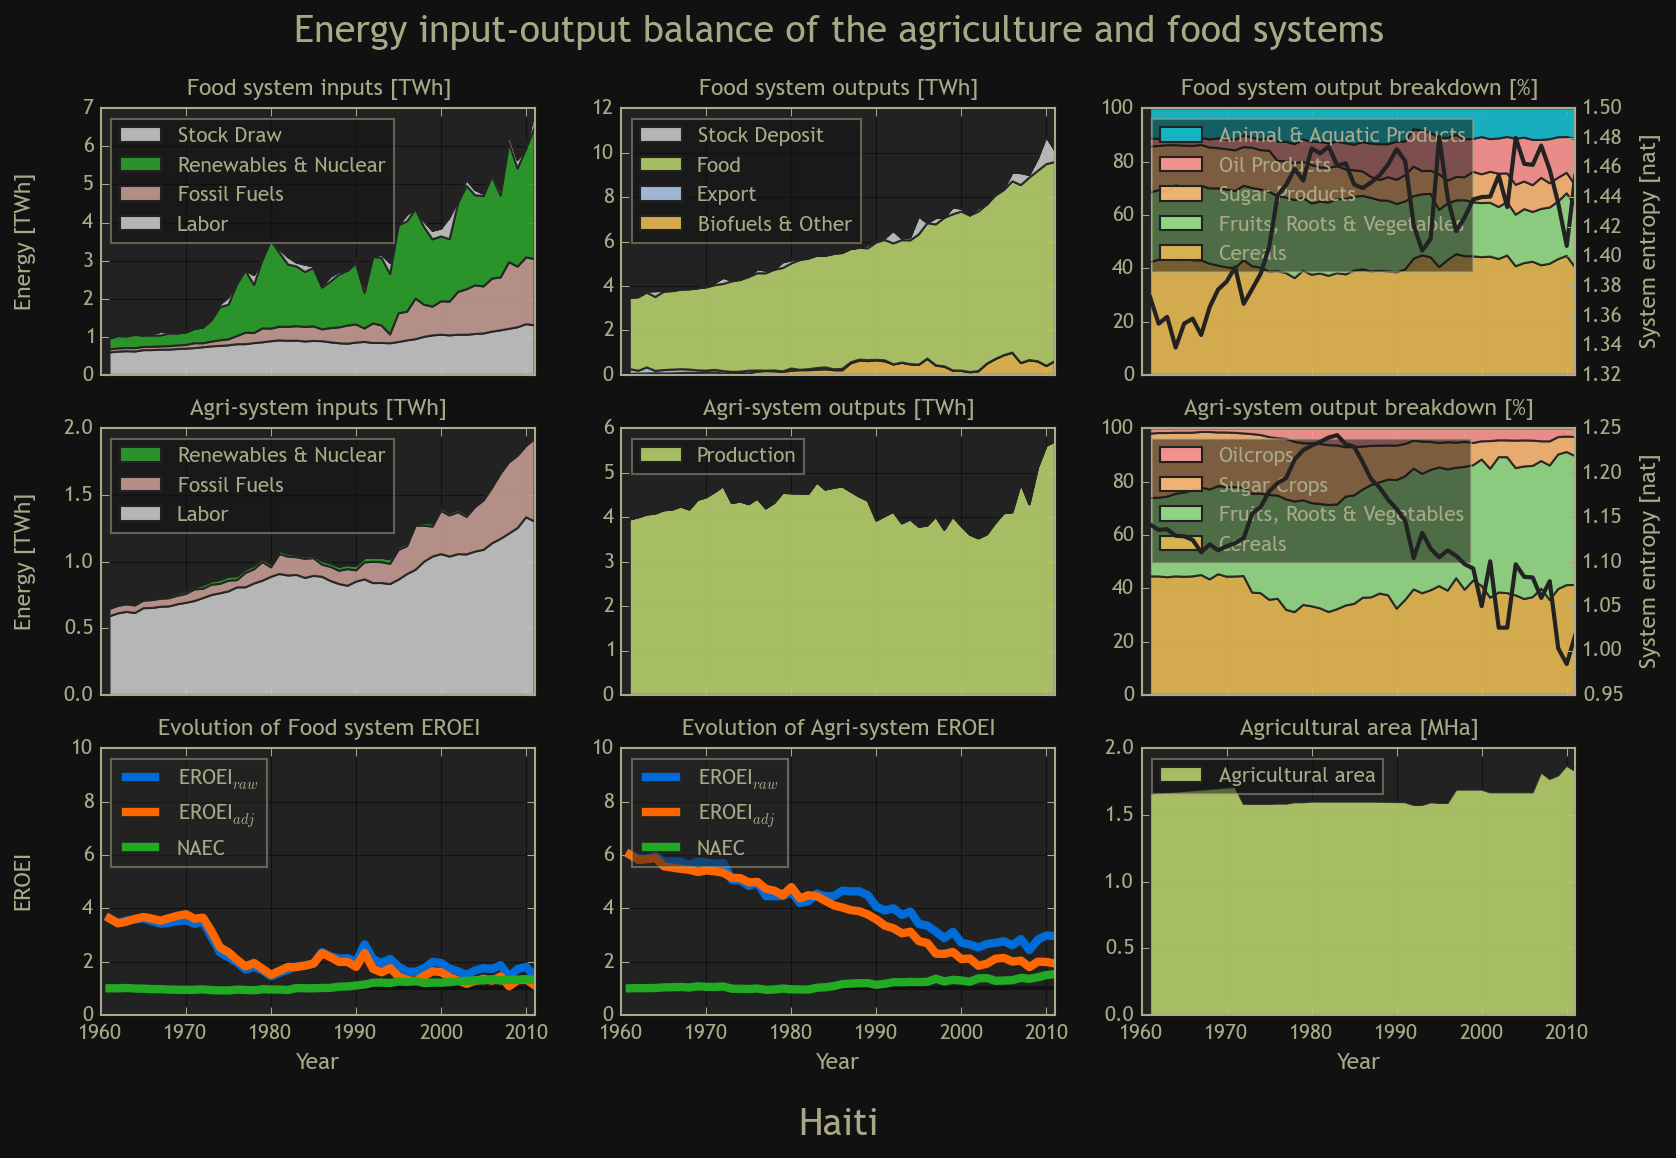 Energy input-output balance of the agriculture and food systems
Food system inputs [TWh]
Energy [TWh]
7
6
5
4
3
2
1
0
Stock Draw
Renewables & Nuclear
Fossil Fuels
Labor
Food system outputs [TWh]
12
10
8
6
4
2
0
Stock Deposit
Food
Export
Biofuels & Other
Food system output breakdown [%]
100
80
60
40
20
0
Animal & Aquatic Products
Oil Products
Sugar Products
Fruits, Roots & Vegetables
Cereals
1.50
1.48
1.46
1.44
1.42
1.40
1.38
1.36
1.34
1.32
System entropy [nat]
Agri-system inputs [TWh]
Energy [TWh]
2.0
1.5
1.0
0.5
0.0
Renewables & Nuclear
Fossil Fuels
Labor
Agri-system outputs [TWh]
6
5
4
3
2
1
0
Production
Agri-system output breakdown [%]
100
80
60
40
20
0
Oilcrops
Sugar Crops
Fruits, Roots & Vegetables
Cereals
1.25
1.20
1.15
1.10
1.05
1.00
0.95
System entropy [nat]
Evolution of Food system EROEI
EROEI
10
8
6
4
2
0
EROEI raw
EROEI adj
NAEC
1960 1970 1980 1990 2000 2010
Year
Evolution of Agri-system EROEI
10
8
6
4
2
0
EROEI raw
EROEI adj
NAEC
1960 1970 1980 1990 2000 2010
Year
Agricultural area [MHa]
2.0
1.5
1.0
0.5
0.0
Agricultural area
1960 1970 1980 1990 2000 2010
Year
Haiti